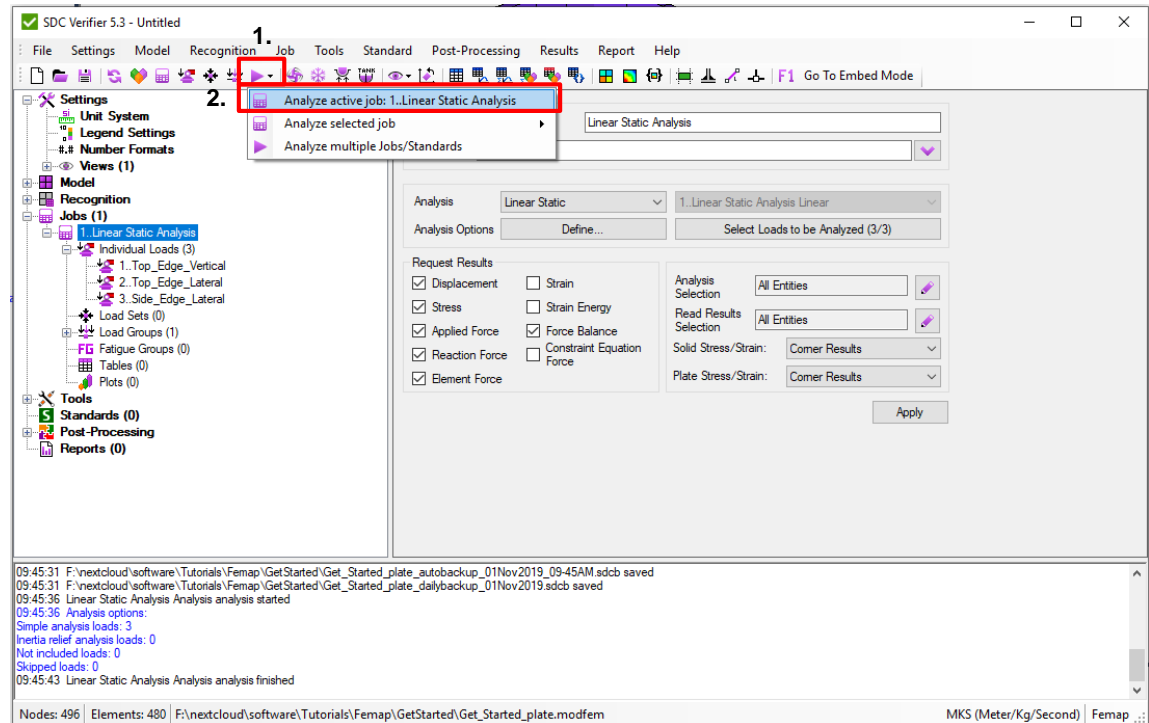 SDC Verifier 5.3 - Untitled
1.
File Settings Model Recognition Job Tools Standard Post-Processing Results Report Help
F1 Go To Embed Mode
2.
Analyze active job: 1..Linear Static Analysis
Analyze selected job
Analyze multiple Jobs/Standards
Settings
Unit System
Legend Settings
Number Formats
Views (1)
Model
Recognition
Jobs (1)
1..Linear Static Analysis
Individual Loads (3)
1..Top_Edge_Vertical
2..Top_Edge_Lateral
3..Side_Edge_Lateral
Load Sets (0)
Load Groups (1)
FG Fatigue Groups (0)
Tables (0)
Plots (0)
Tools
S Standards (0)
Post-Processing
Reports (0)
Linear Static Analysis
Analysis Linear Static 1..Linear Static Analysis Linear
Analysis Options Define... Select Loads to be Analyzed (3/3)
Request Results
Displacement Strain
Stress Strain Energy
Applied Force Force Balance
Reaction Force Constraint Equation Force
Element Force
Analysis Selection All Entities
Read Results Selection All Entities
Solid Stress/Strain: Corner Results
Plate Stress/Strain: Corner Results
Apply
09:45:31 F:\nextcloud\software\Tutorials\Femap\GetStarted\Get_Started_plate_autobackup_01Nov2019_09-45AM.sdcb saved
09:45:31 F:\nextcloud\software\Tutorials\Femap\GetStarted\Get_Started_plate_dailybackup_01Nov2019.sdcb saved
09:45:36 Linear Static Analysis Analysis analysis started
09:45:36 Analysis options:
Simple analysis loads: 3
Inertia relief analysis loads: 0
Not included loads: 0
Skipped loads: 0
09:45:43 Linear Static Analysis Analysis analysis finished
Nodes: 496 Elements: 480 F:\nextcloud\software\Tutorials\Femap\GetStarted\Get_Started_plate.modfem MKS (Meter/Kg/Second) Femap